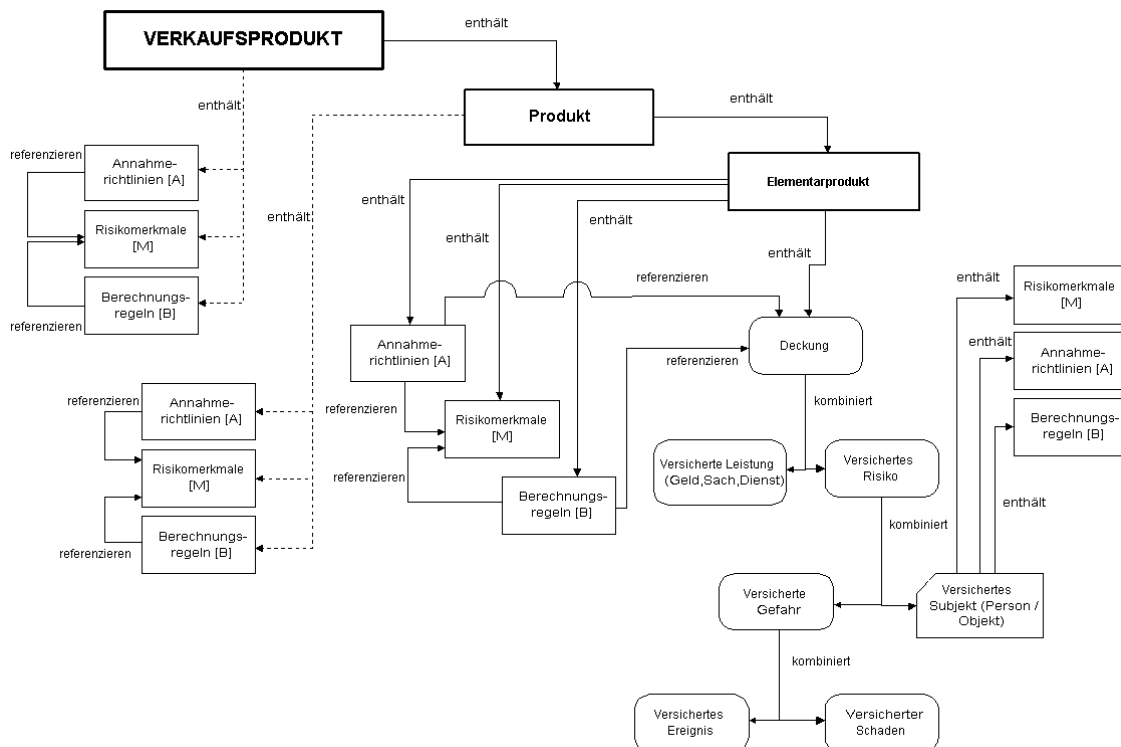 enthält
VERKAUFSPRODUKT
enthält
enthält
Produkt
referenzieren
Annahme-
richtlinien [A]
Risikomerkmale
[M]
Berechnungs-
regeln [B]
referenzieren
enthält
Elementarprodukt
enthält
enthält
enthält
enthält
referenzieren
Annahme-
richtlinien [A]
referenzieren
Deckung
referenzieren
Risikomerkmale
[M]
referenzieren
Berechnungs-
regeln [B]
kombiniert
enthält
Risikomerkmale
[M]
enthält
Annahme-
richtlinien [A]
Berechnungs-
regeln [B]
enthält
referenzieren
Annahme-
richtlinien [A]
Risikomerkmale
[M]
Berechnungs-
regeln [B]
referenzieren
Versicherte Leistung
(Geld,Sach,Dienst)
Versichertes
Risiko
kombiniert
Versicherte
Gefahr
Versichertes
Subjekt (Person /
Objekt)
kombiniert
Versichertes
Ereignis
Versicherter
Schaden